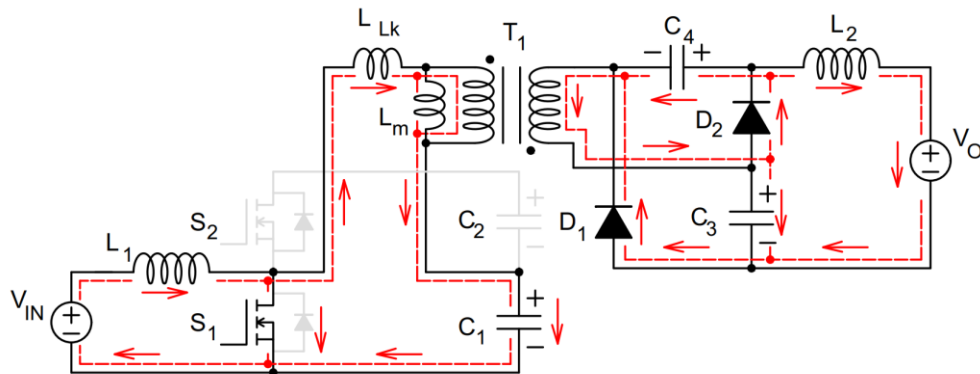 L Lk
T1
C4
L2
− +
Lm
D2
VO
+
−
S2
+
C2
−
+
C3
−
D1
L1
VIN
+
−
S1
+
C1
−